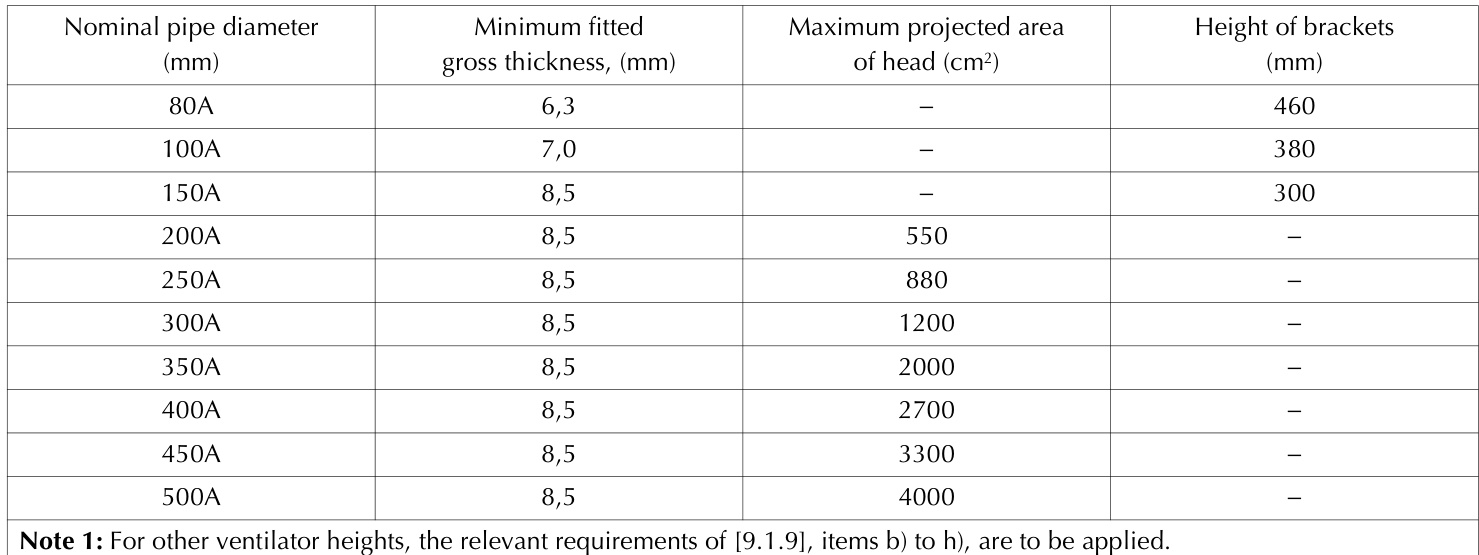 Nominal pipe diameter (mm) Minimum fitted gross thickness, (mm) Maximum projected area of head (cm²) Height of brackets (mm)
80A 6,3 – 460
100A 7,0 – 380
150A 8,5 – 300
200A 8,5 550 –
250A 8,5 880 –
300A 8,5 1200 –
350A 8,5 2000 –
400A 8,5 2700 –
450A 8,5 3300 –
500A 8,5 4000 –
Note 1: For other ventilator heights, the relevant requirements of [9.1.9], items b) to h), are to be applied.